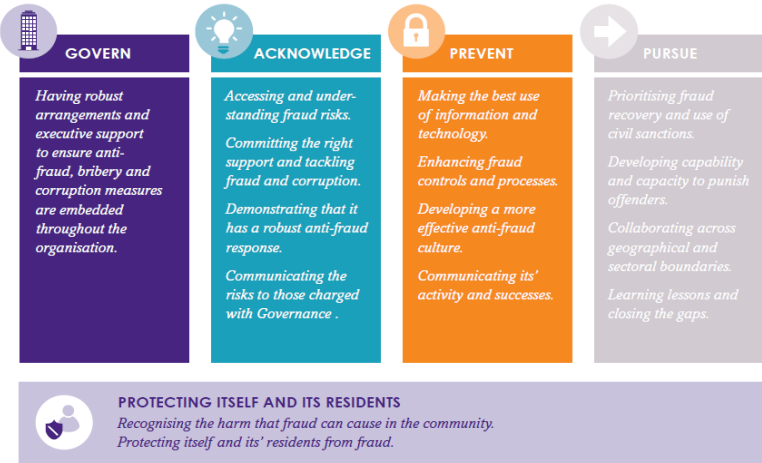 GOVERN
Having robust
arrangements and
executive support
to ensure anti-
fraud, bribery and
corruption measures
are embedded
throughout the
organisation.
ACKNOWLEDGE
Accessing and under-
standing fraud risks.
Committing the right
support and tackling
fraud and corruption.
Demonstrating that it
has a robust anti-fraud
response.
Communicating the
risks to those charged
with Governance .
PREVENT
Making the best use
of information and
technology.
Enhancing fraud
controls and processes.
Developing a more
effective anti-fraud
culture.
Communicating its’
activity and successes.
PURSUE
Prioritising fraud
recovery and use of
civil sanctions.
Developing capability
and capacity to punish
offenders.
Collaborating across
geographical and
sectoral boundaries.
Learning lessons and
closing the gaps.
PROTECTING ITSELF AND ITS RESIDENTS
Recognising the harm that fraud can cause in the community.
Protecting itself and its’ residents from fraud.